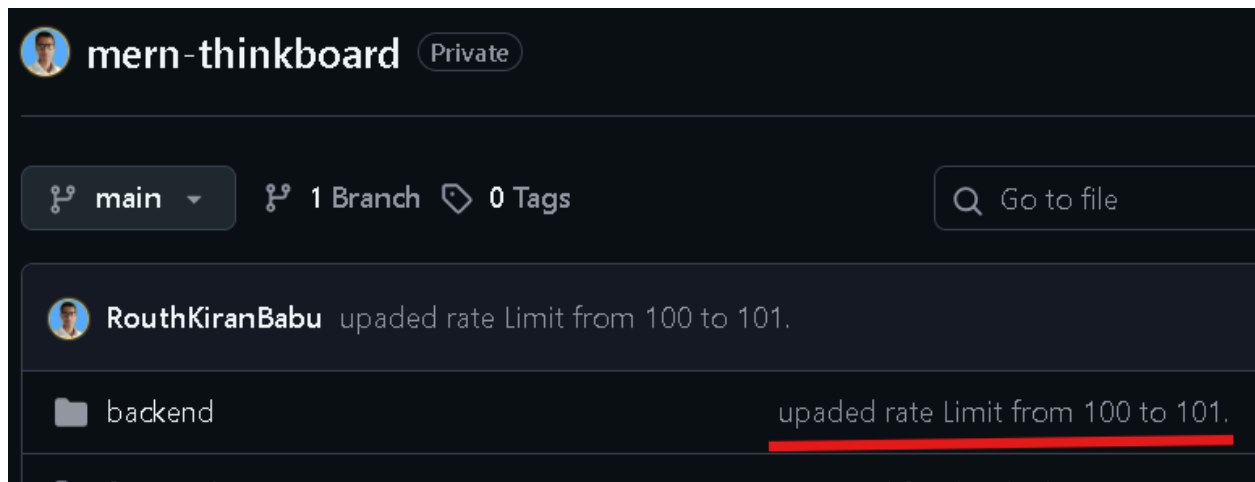 mern-thinkboard Private
main 1 Branch 0 Tags Go to file
RouthKiranBabu upaded rate Limit from 100 to 101.
backend upaded rate Limit from 100 to 101.